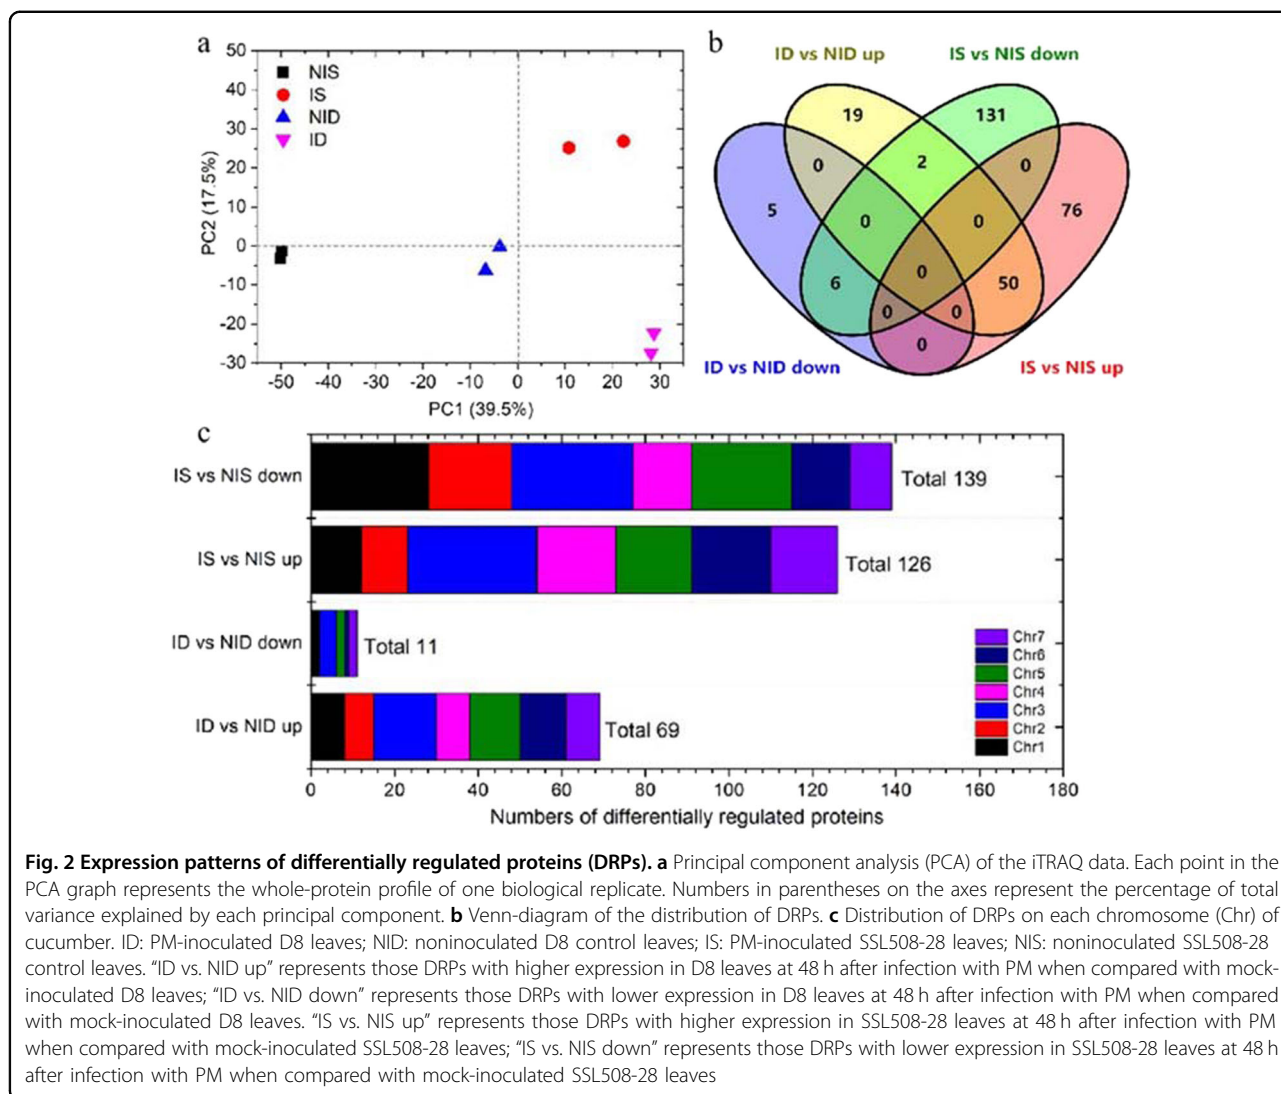 a
50
40
30
20
10
0
-10
-20
-30
PC2 (17.5%)
NIS
IS
NID
ID
-50 -40 -30 -20 -10 0 10 20 30
PC1 (39.5%)
b
ID vs NID up IS vs NIS down
19 131
0 2 0
5 0 0 76
0
6 50
0 0
0
ID vs NID down IS vs NIS up
c
IS vs NIS down Total 139
IS vs NIS up Total 126
ID vs NID down Total 11
ID vs NID up Total 69
Chr7
Chr6
Chr5
Chr4
Chr3
Chr2
Chr1
0 20 40 60 80 100 120 140 160 180
Numbers of differentially regulated proteins
Fig. 2 Expression patterns of differentially regulated proteins (DRPs). a Principal component analysis (PCA) of the iTRAQ data. Each point in the
PCA graph represents the whole-protein profile of one biological replicate. Numbers in parentheses on the axes represent the percentage of total
variance explained by each principal component. b Venn-diagram of the distribution of DRPs. c Distribution of DRPs on each chromosome (Chr) of
cucumber. ID: PM-inoculated D8 leaves; NID: noninoculated D8 control leaves; IS: PM-inoculated SSL508-28 leaves; NIS: noninoculated SSL508-28
control leaves. “ID vs. NID up” represents those DRPs with higher expression in D8 leaves at 48 h after infection with PM when compared with mock-
inoculated D8 leaves; “ID vs. NID down” represents those DRPs with lower expression in D8 leaves at 48 h after infection with PM when compared
with mock-inoculated D8 leaves. “IS vs. NIS up” represents those DRPs with higher expression in SSL508-28 leaves at 48 h after infection with PM
when compared with mock-inoculated SSL508-28 leaves; “IS vs. NIS down” represents those DRPs with lower expression in SSL508-28 leaves at 48 h
after infection with PM when compared with mock-inoculated SSL508-28 leaves